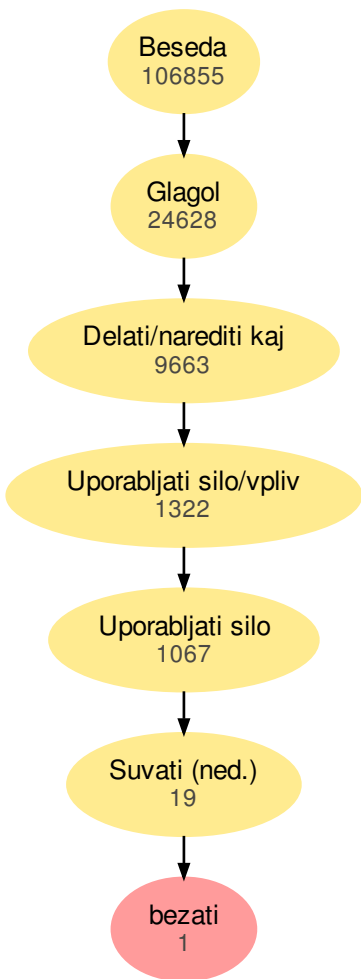 Beseda
106855
Glagol
24628
Delati/narediti kaj
9663
Uporabljati silo/vpliv
1322
Uporabljati silo
1067
Suvati (ned.)
19
bezati
1